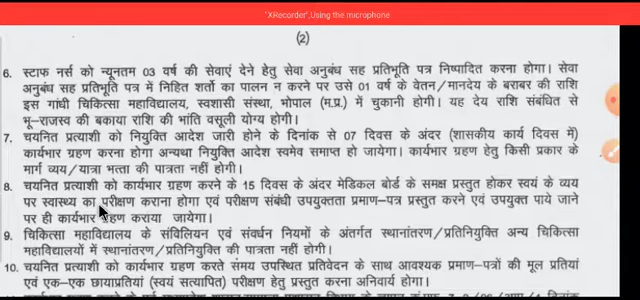 "XRecorder",Using the microphone
(2)
6. स्टाफ नर्स को न्यूनतम 03 वर्ष की सेवाएं देने हेतु सेवा अनुबंध सह प्रतिभूति पत्र निष्पादित करना होगा। सेवा
अनुबंध सह प्रतिभूति पत्र में निहित शर्तो का पालन न करने पर उसे 01 वर्ष के वेतन/मानदेय के बराबर की राशि
इस गांधी चिकित्सा महाविद्यालय, स्वशासी संस्था, भोपाल (म.प्र.) में चुकानी होगी। यह देय राशि संबंधित से
भू–राजस्व की बकाया राशि की भांति वसूली योग्य होगी।
7. चयनित प्रत्याशी को नियुक्ति आदेश जारी होने के दिनांक से 07 दिवस के अंदर (शासकीय कार्य दिवस में)
कार्यभार ग्रहण करना होगा अन्यथा नियुक्ति आदेश स्वमेव समाप्त हो जायेगा। कार्यभार ग्रहण हेतु किसी प्रकार के
मार्ग व्यय/यात्रा भत्ता की पात्रता नहीं होगी।
8. चयनित प्रत्याशी को कार्यभार ग्रहण करने के 15 दिवस के अंदर मेडिकल बोर्ड के समक्ष प्रस्तुत होकर स्वयं के व्यय
पर स्वास्थ्य का परीक्षण कराना होगा एवं परीक्षण संबंधी उपयुक्तता प्रमाण–पत्र प्रस्तुत करने एवं उपयुक्त पाये जाने
पर ही कार्यभार ग्रहण कराया जायेगा।
9. चिकित्सा महाविद्यालय के संविलियन एवं संवर्धन नियमों के अंतर्गत स्थानांतरण/प्रतिनियुक्ति अन्य चिकित्सा
महाविद्यालयों में स्थानांतरण/प्रतिनियुक्ति की पात्रता नहीं होगी।
10. चयनित प्रत्याशी को कार्यभार ग्रहण करते समय उपस्थित प्रतिवेदन के साथ आवश्यक प्रमाण–पत्रों की मूल प्रतियां
एवं एक–एक छायाप्रतियां (स्वयं सत्यापित) परीक्षण हेतु प्रस्तुत करना अनिवार्य होगा।